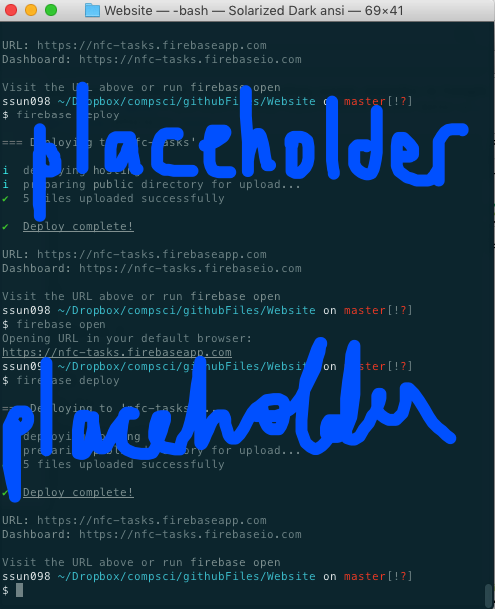 Website — -bash — Solarized Dark ansi — 69×41
URL: https://nfc-tasks.firebaseapp.com
Dashboard: https://nfc-tasks.firebaseio.com
Visit the URL above or run firebase open
ssun098 ~/Dropbox/compsci/githubFiles/Website on master[!?]
$ firebase deploy
=== Deploying to 'nfc-tasks'
placeholder
i deploying hosting
i preparing public directory for upload...
✔ 5 files uploaded successfully
✔ Deploy complete!
URL: https://nfc-tasks.firebaseapp.com
Dashboard: https://nfc-tasks.firebaseio.com
Visit the URL above or run firebase open
ssun098 ~/Dropbox/compsci/githubFiles/Website on master[!?]
$ firebase open
Opening URL in your default browser:
https://nfc-tasks.firebaseapp.com
ssun098 ~/Dropbox/compsci/githubFiles/Website on master[!?]
$ firebase deploy
=== Deploying to 'nfc-tasks'...
placeholder
deploying hosting
preparing public directory for upload...
5 files uploaded successfully
✔ Deploy complete!
URL: https://nfc-tasks.firebaseapp.com
Dashboard: https://nfc-tasks.firebaseio.com
Visit the URL above or run firebase open
ssun098 ~/Dropbox/compsci/githubFiles/Website on master[!?]
$